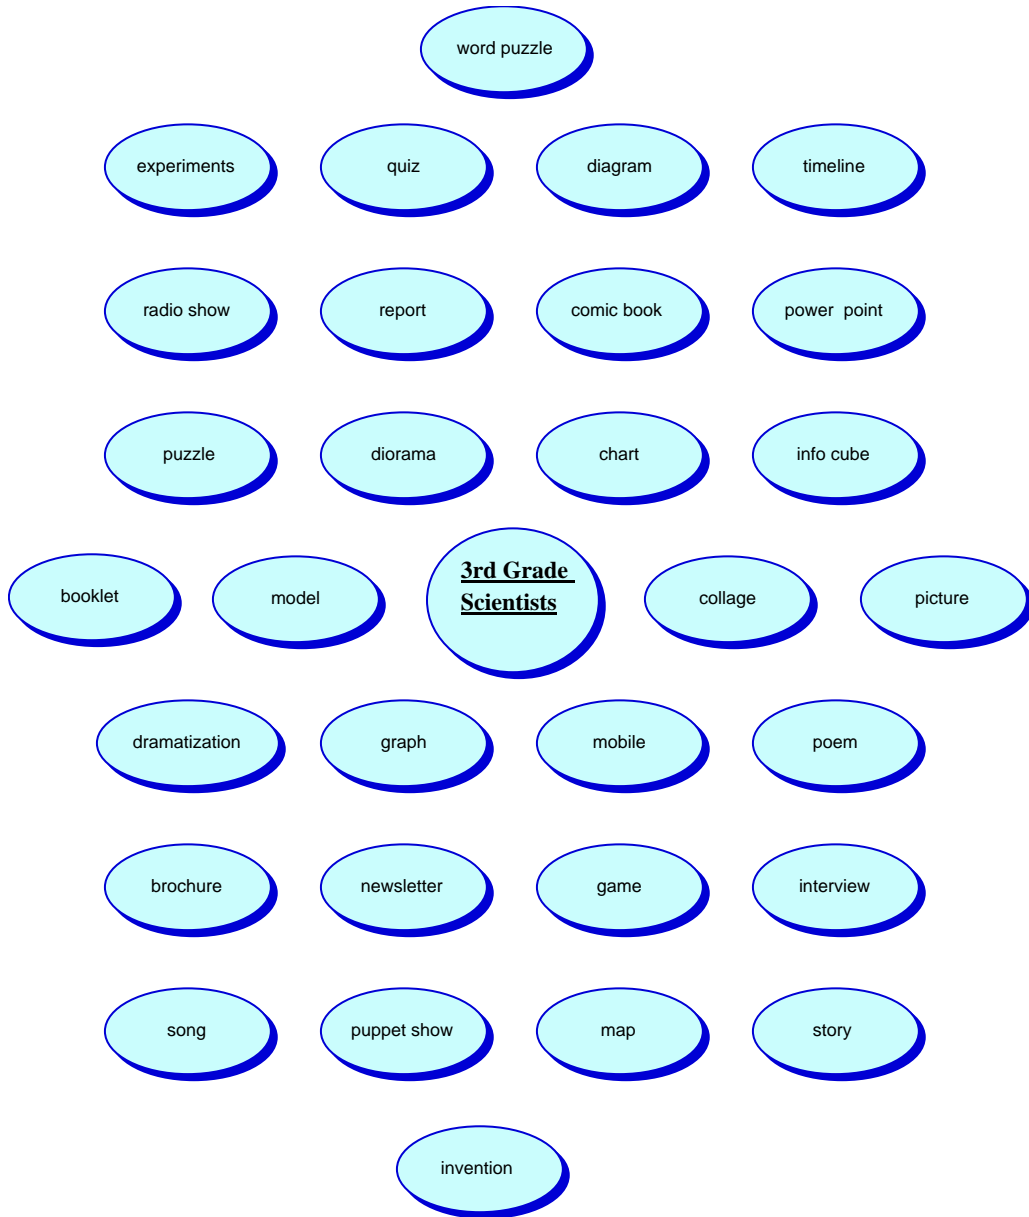 word puzzle
experiments quiz diagram timeline
radio show report comic book power  point
puzzle diorama chart info cube
3rd Grade
booklet model Scientists collage picture
dramatization graph mobile poem
brochure newsletter game interview
song puppet show map story
invention